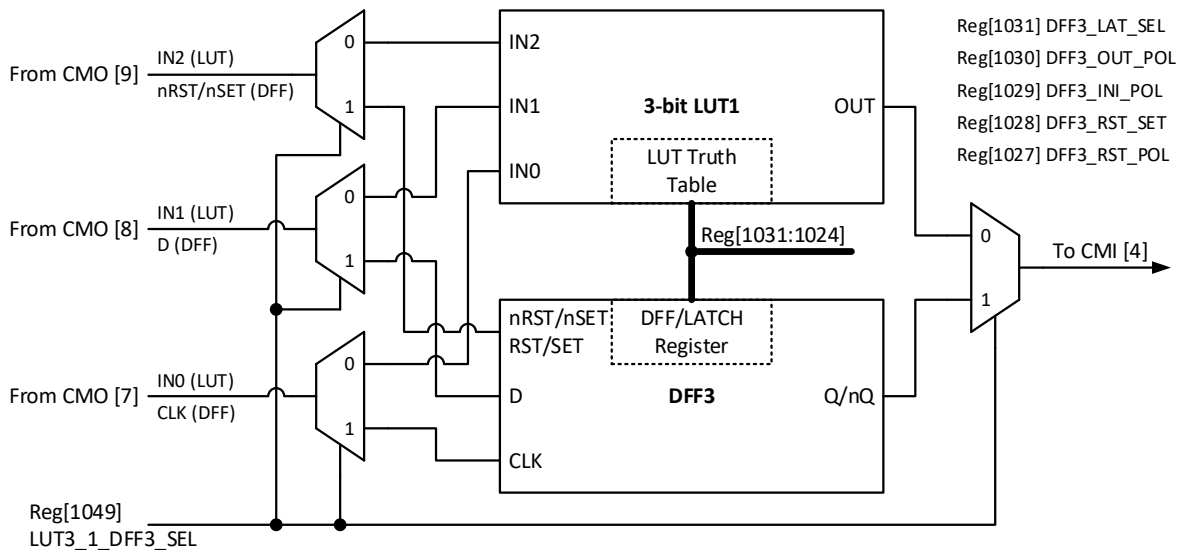 From CMO [9]
IN2 (LUT)
nRST/nSET (DFF)
0
1
From CMO [8]
IN1 (LUT)
D (DFF)
0
1
From CMO [7]
IN0 (LUT)
CLK (DFF)
0
1
Reg[1049]
LUT3_1_DFF3_SEL
IN2
IN1
IN0
3-bit LUT1
OUT
LUT Truth
Table
Reg[1031:1024]
nRST/nSET
RST/SET
DFF/LATCH
Register
D
DFF3
Q/nQ
CLK
Reg[1031] DFF3_LAT_SEL
Reg[1030] DFF3_OUT_POL
Reg[1029] DFF3_INI_POL
Reg[1028] DFF3_RST_SET
Reg[1027] DFF3_RST_POL
0
1
To CMI [4]